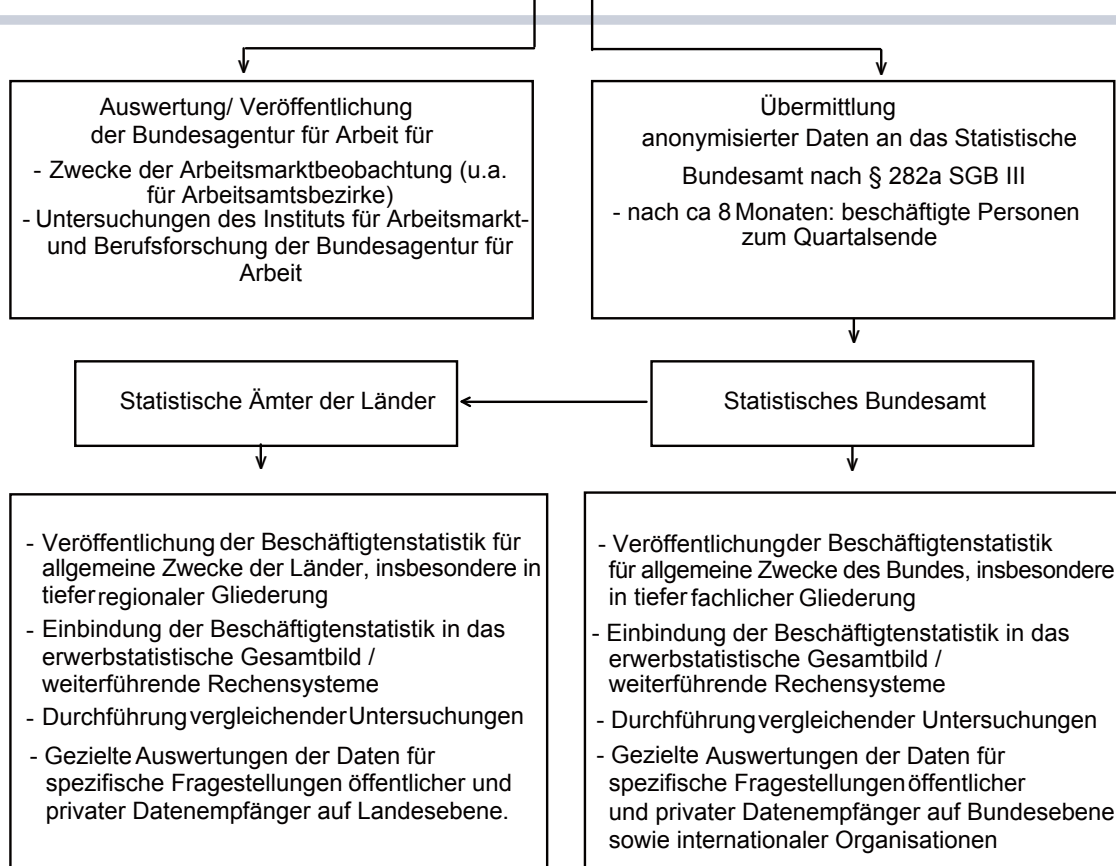 Auswertung/ Veröffentlichung
der Bundesagentur für Arbeit für
- Zwecke der Arbeitsmarktbeobachtung (u.a.
für Arbeitsamtsbezirke)
- Untersuchungen des Instituts für Arbeitsmarkt-
und Berufsforschung der Bundesagentur für
Arbeit
Übermittlung
anonymisierter Daten an das Statistische
Bundesamt nach § 282a SGB III
- nach ca 8 Monaten: beschäftigte Personen
zum Quartalsende
Statistische Ämter der Länder
Statistisches Bundesamt
- Veröffentlichung der Beschäftigtenstatistik für
allgemeine Zwecke der Länder, insbesondere in
tiefer regionaler Gliederung
- Einbindung der Beschäftigtenstatistik in das
erwerbstatistische Gesamtbild /
weiterführende Rechensysteme
- Durchführung vergleichender Untersuchungen
- Gezielte Auswertungen der Daten für
spezifische Fragestellungen öffentlicher und
privater Datenempfänger auf Landesebene.
- Veröffentlichung der Beschäftigtenstatistik
für allgemeine Zwecke des Bundes, insbesondere
in tiefer fachlicher Gliederung
- Einbindung der Beschäftigtenstatistik in das
erwerbstatistische Gesamtbild /
weiterführende Rechensysteme
- Durchführung vergleichender Untersuchungen
- Gezielte Auswertungen der Daten für
spezifische Fragestellungen öffentlicher
und privater Datenempfänger auf Bundesebene
sowie internationaler Organisationen